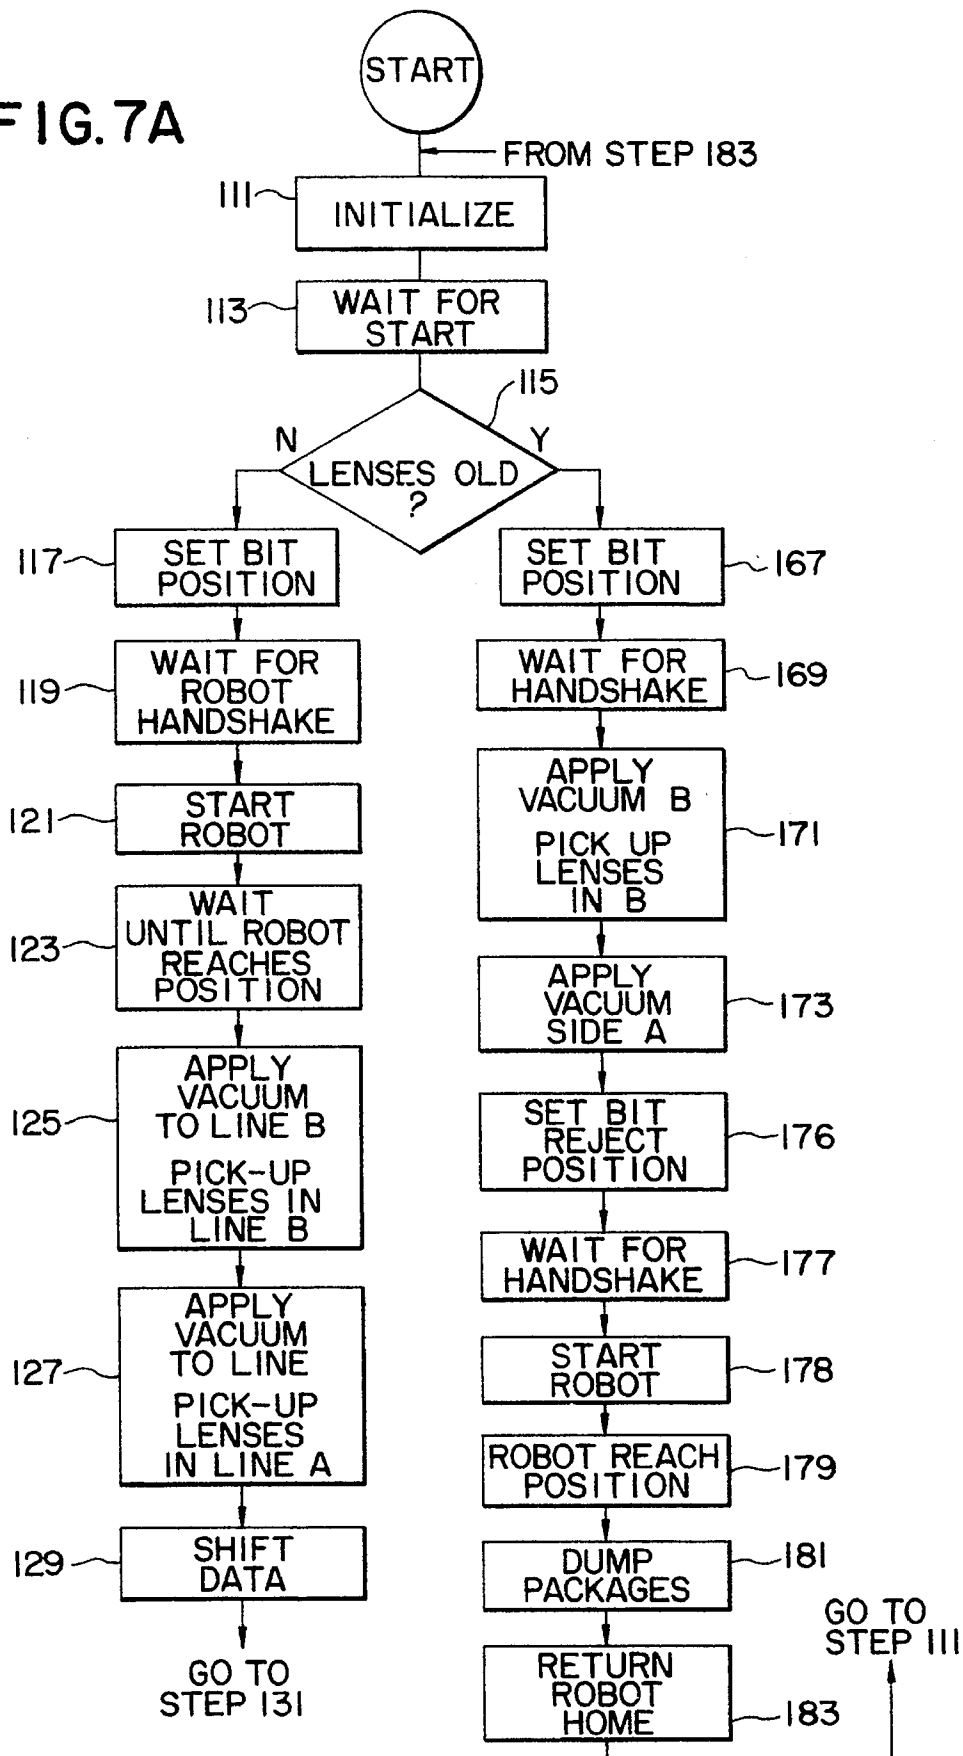 START
FIG. 7A
FROM STEP 183
111
INITIALIZE
113
WAIT FOR
START
115
N
Y
LENSES OLD
?
117
SET BIT
POSITION
119
WAIT FOR
ROBOT
HANDSHAKE
121
START
ROBOT
123
WAIT
UNTIL ROBOT
REACHES
POSITION
125
APPLY
VACUUM
TO LINE B
PICK-UP
LENSES IN
LINE B
127
APPLY
VACUUM
TO LINE
PICK-UP
LENSES
IN LINE A
129
SHIFT
DATA
GO TO
STEP 131
SET BIT
POSITION
167
WAIT FOR
HANDSHAKE
169
APPLY
VACUUM B
PICK UP
LENSES
IN B
171
APPLY
VACUUM
SIDE A
173
SET BIT
REJECT
POSITION
176
WAIT FOR
HANDSHAKE
177
START
ROBOT
178
ROBOT REACH
POSITION
179
DUMP
PACKAGES
181
RETURN
ROBOT
HOME
183
GO TO
STEP 111